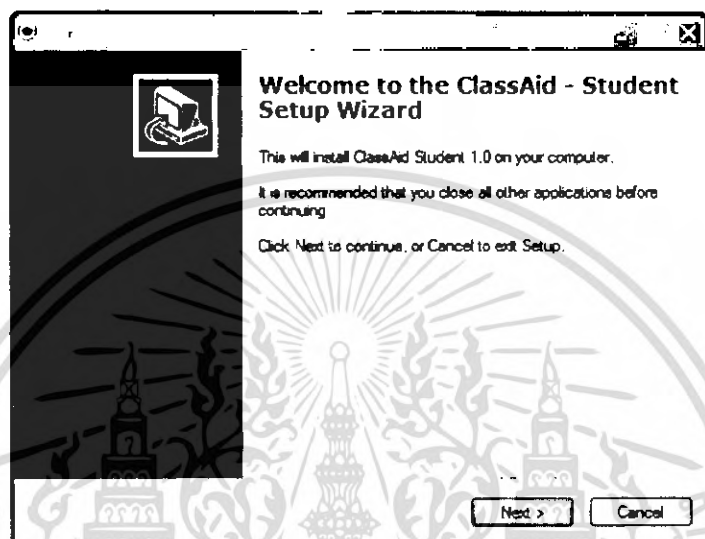 Welcome to the ClassAid - Student
Setup Wizard
This will install ClassAid Student 1.0 on your computer.
It is recommended that you close all other applications before
continuing
Click Next to continue, or Cancel to exit Setup.
Next >
Cancel